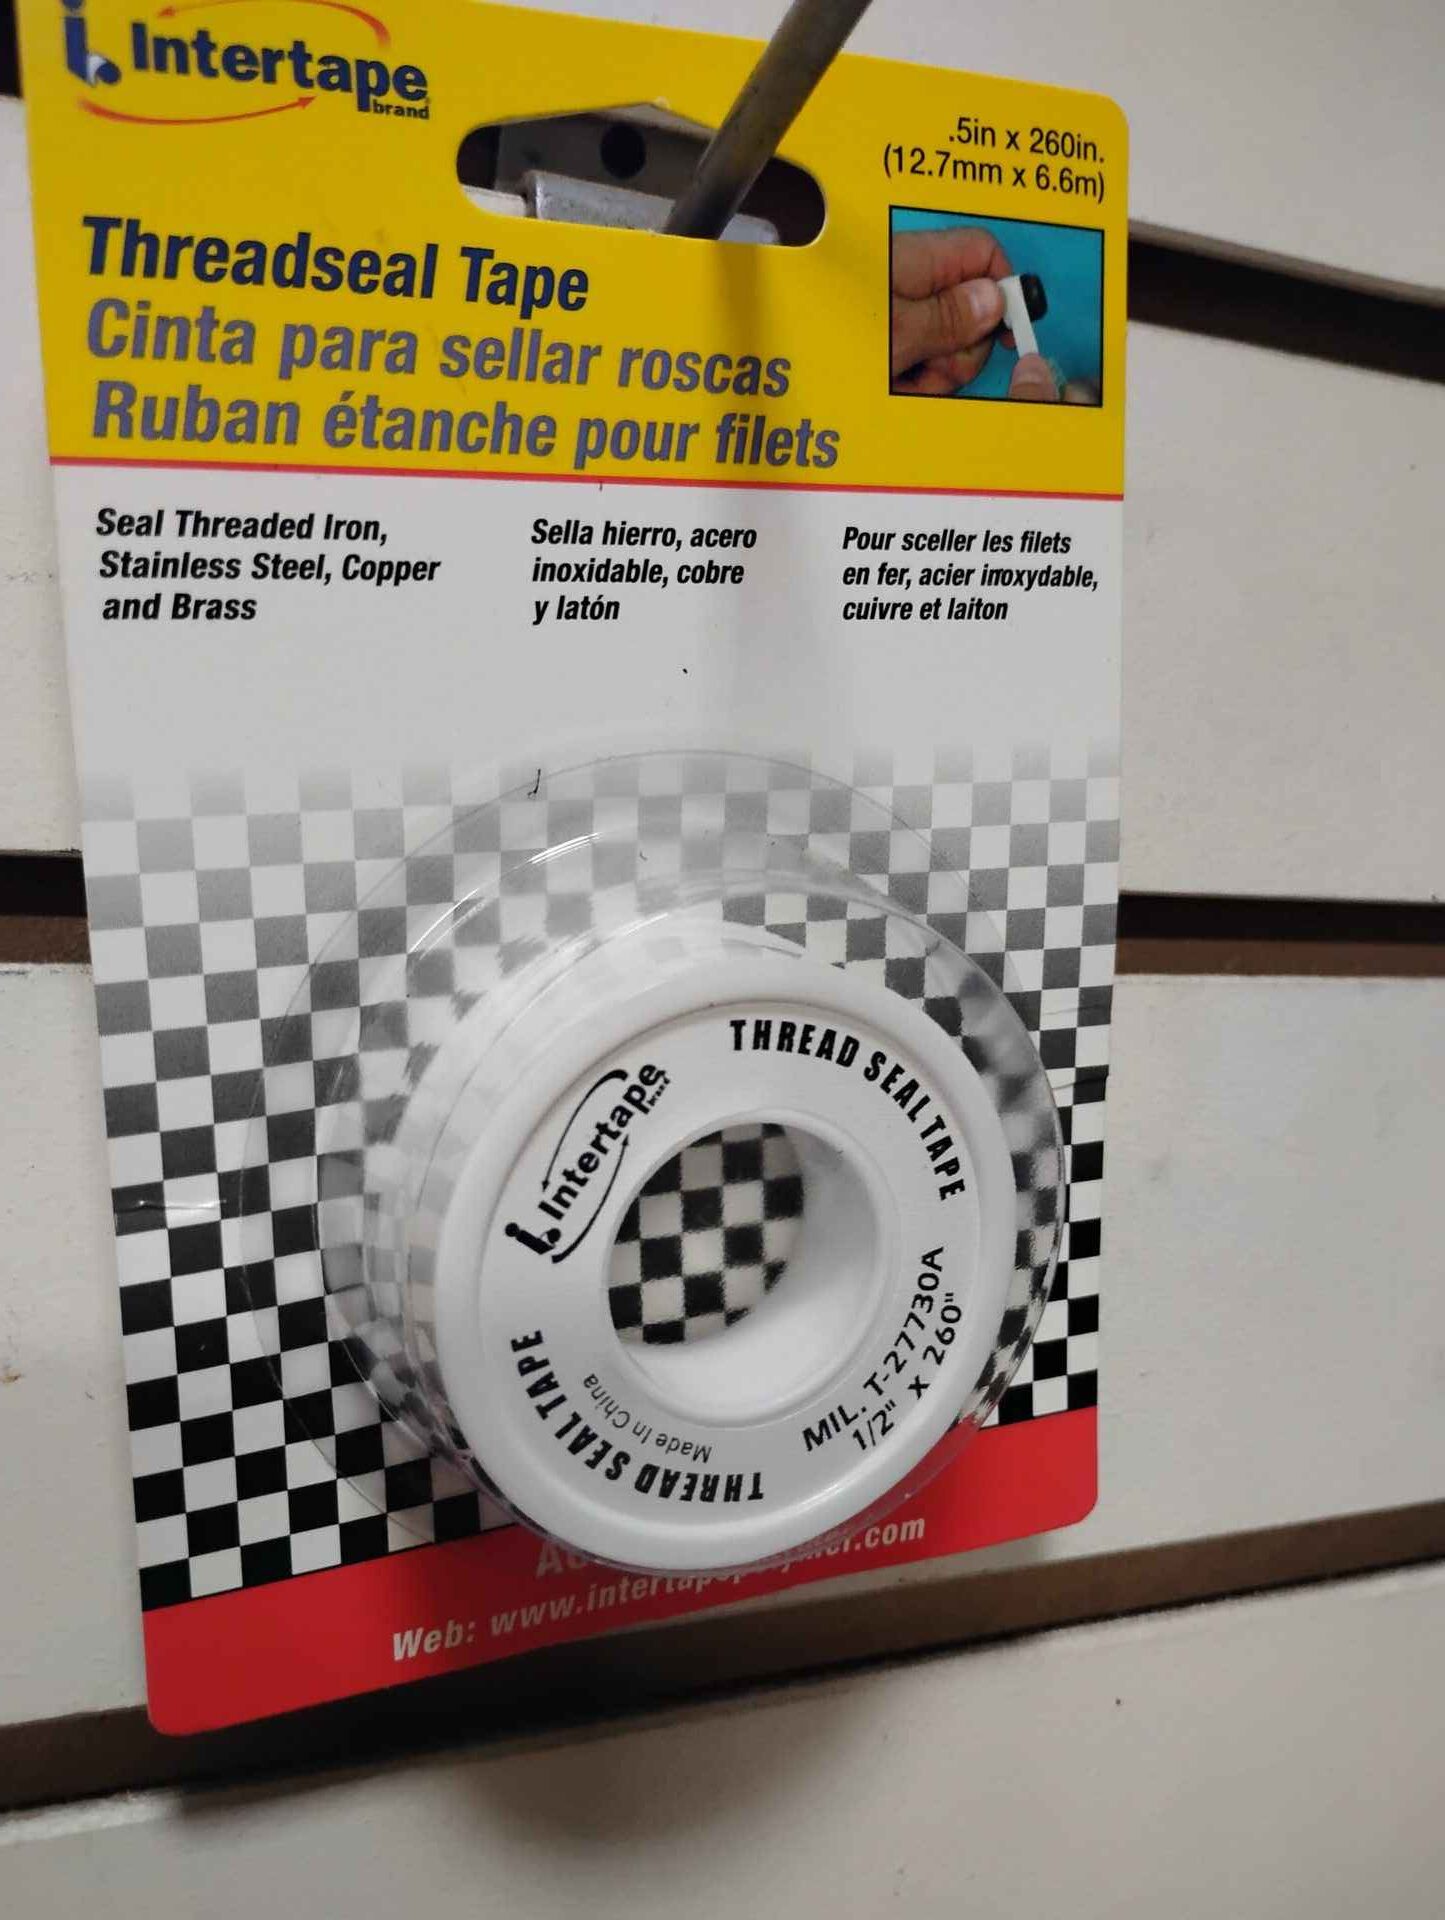 Intertape
brand
.5in x 260in.
(12.7mm x 6.6m)
Threadseal Tape
Cinta para sellar roscas
Ruban étanche pour filets
Seal Threaded Iron,
Stainless Steel, Copper
and Brass
Sella hierro, acero
inoxidable, cobre
y latón
Pour sceller les filets
en fer, acier inoxydable,
cuivre et laiton
Intertape
brand
THREAD SEAL TAPE
MIL. T-27730A
1/2" x 260"
THREAD SEAL TAPE
Made In China
Web: www.intertapepolymer.com